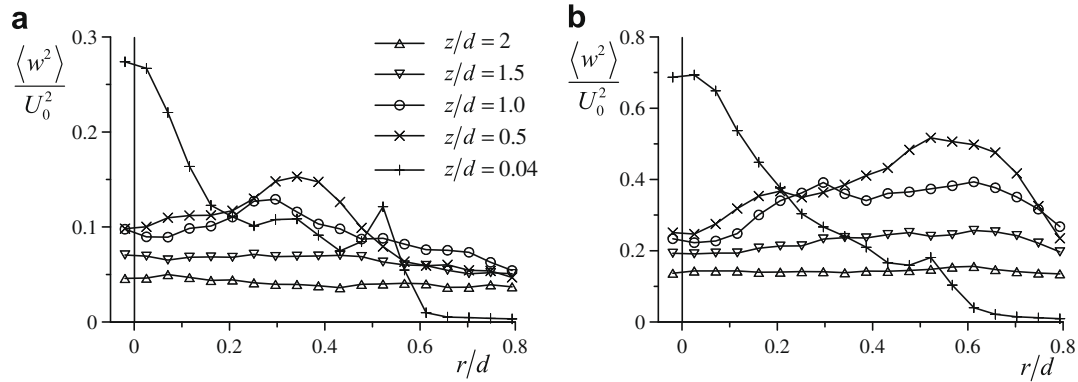 a
⟨w²⟩
U₀²
0.3
0.2
0.1
0
0
0.2
0.4
0.6
0.8
r/d
z/d = 2
z/d = 1.5
z/d = 1.0
z/d = 0.5
z/d = 0.04
b
⟨w²⟩
U₀²
0.8
0.6
0.4
0.2
0
0
0.2
0.4
0.6
0.8
r/d